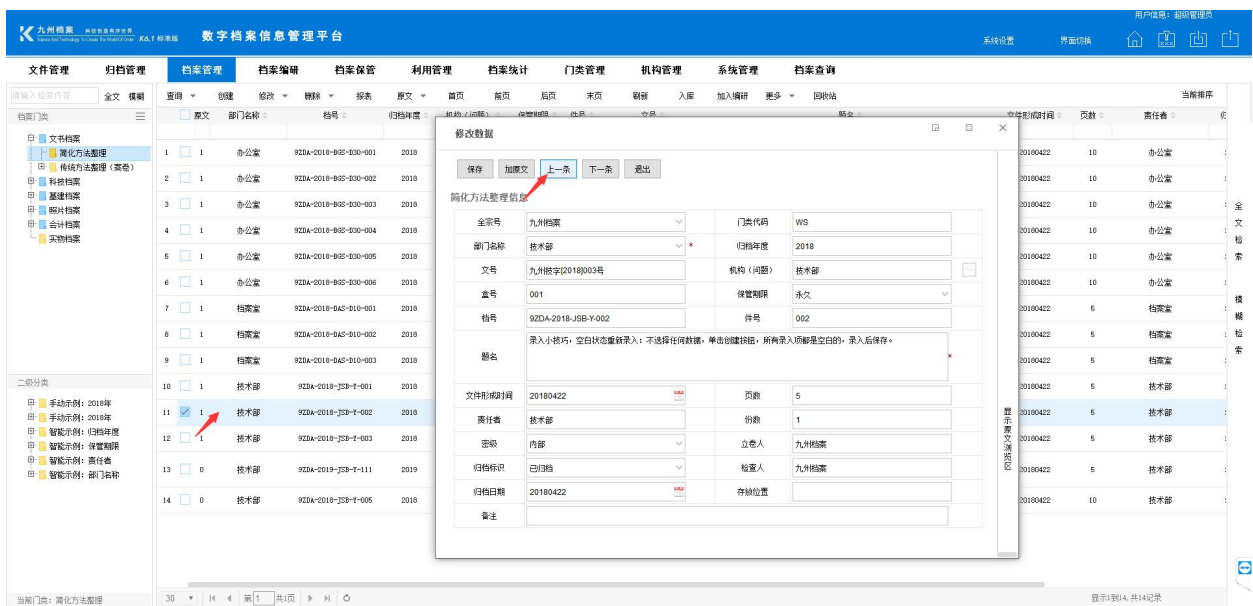 用户信息：超级管理员
九州档案 科技创造有序世界
K6.1 标准版 数字档案信息管理平台
系统设置 界面切换
文件管理 归档管理 档案管理 档案编研 档案保管 利用管理 档案统计 门类管理 机构管理 系统管理 档案查询
请输入检索内容 全文 模糊 查询 创建 修改 删除 报表 原文 首页 前页 后页 末页 刷新 入库 加入编研 更多 回收站 当前排序
档案门类
文书档案
简化方法整理
传统方法整理（案卷）
科技档案
基建档案
照片档案
会计档案
实物档案
二级分类
手动示例：2018年
手动示例：2018年
智能示例：归档年度
智能示例：保管期限
智能示例：责任者
智能示例：部门名称
当前门类：简化方法整理
原文 部门名称 档号 归档年度 机构（问题） 保管期限 件号 文号 题名 文件形成时间 页数 责任者
1 1 办公室 9ZDA-2018-BGS-D30-001 2018 20180422 10 办公室
2 1 办公室 9ZDA-2018-BGS-D30-002 2018 20180422 10 办公室
3 1 办公室 9ZDA-2018-BGS-D30-003 2018 20180422 10 办公室
4 1 办公室 9ZDA-2018-BGS-D30-004 2018 20180422 10 办公室
5 1 办公室 9ZDA-2018-BGS-D30-005 2018 20180422 10 办公室
6 1 办公室 9ZDA-2018-BGS-D30-006 2018 20180422 10 办公室
7 1 档案室 9ZDA-2018-DAS-D10-001 2018 20180422 5 档案室
8 1 档案室 9ZDA-2018-DAS-D10-002 2018 20180422 5 档案室
9 1 档案室 9ZDA-2018-DAS-D10-003 2018 20180422 5 档案室
10 1 技术部 9ZDA-2018-JSB-Y-001 2018 20180422 5 技术部
11 1 技术部 9ZDA-2018-JSB-Y-002 2018 20180422 5 技术部
12 1 技术部 9ZDA-2018-JSB-Y-003 2018 20180422 5 技术部
13 0 技术部 9ZDA-2019-JSB-Y-111 2019 20180422 5 技术部
14 0 技术部 9ZDA-2018-JSB-Y-005 2018 20180422 10 技术部
修改数据
保存 加原文 上一条 下一条 退出
简化方法整理信息
全宗号 九州档案 门类代码 WS
部门名称 技术部 * 归档年度 2018
文号 九州技字[2018]003号 机构（问题） 技术部 ...
盒号 001 保管期限 永久
档号 9ZDA-2018-JSB-Y-002 件号 002
题名 录入小技巧，空白状态重新录入：不选择任何数据，单击创建按钮，所有录入项都是空白的，录入后保存。 *
文件形成时间 20180422 页数 5
责任者 技术部 份数 1
密级 内部 立卷人 九州档案
归档标识 已归档 检查人 九州档案
归档日期 20180422 存放位置
备注
显示原文浏览区
全文检索
模糊检索
30 第 1 共1页 显示1到14,共14记录